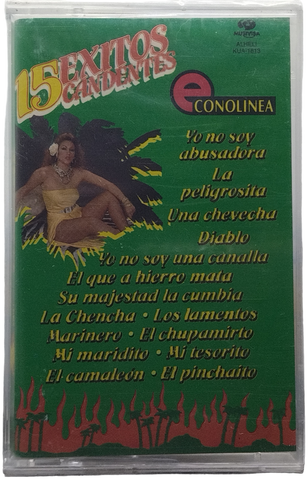 15 EXITOS
CANDENTES
MUSART
ECONOLINEA
Yo no soy
abusadora
La
peligrosita
Una chevecha
Diablo
Yo no soy una canalla
El que a hierro mata
Su majestad la cumbia
La Chencha • Los lamentos
Marinero • El chupamirto
Mi maridito • Mi tesorito
El camaleón • El pinchaito